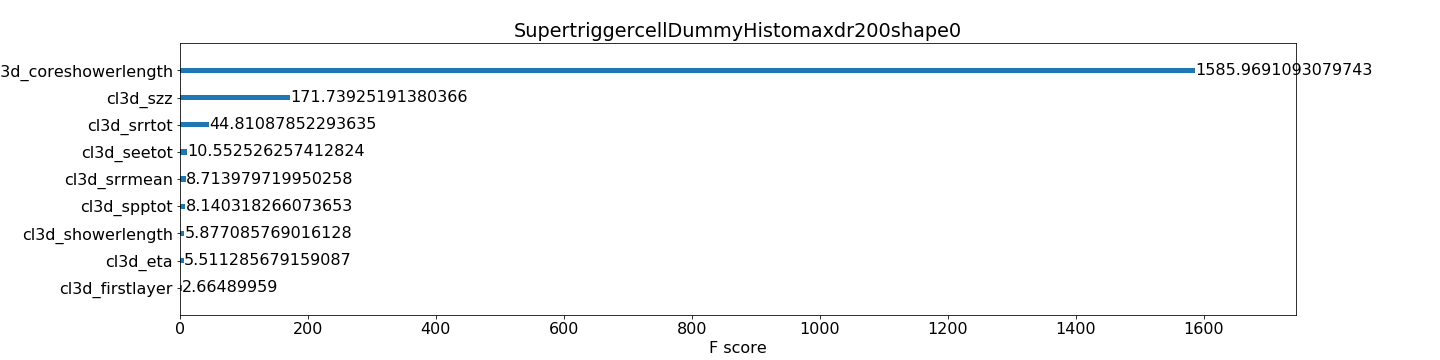 SupertriggercellDummyHistomaxdr200shape0
3d_coreshowerlength 1585.9691093079743
cl3d_szz 171.73925191380366
cl3d_srrtot 44.81087852293635
cl3d_seetot 10.552526257412824
cl3d_srrmean 8.713979719950258
cl3d_spptot 8.140318266073653
cl3d_showerlength 5.877085769016128
cl3d_eta 5.511285679159087
cl3d_firstlayer 2.66489959
0 200 400 600 800 1000 1200 1400 1600
F score